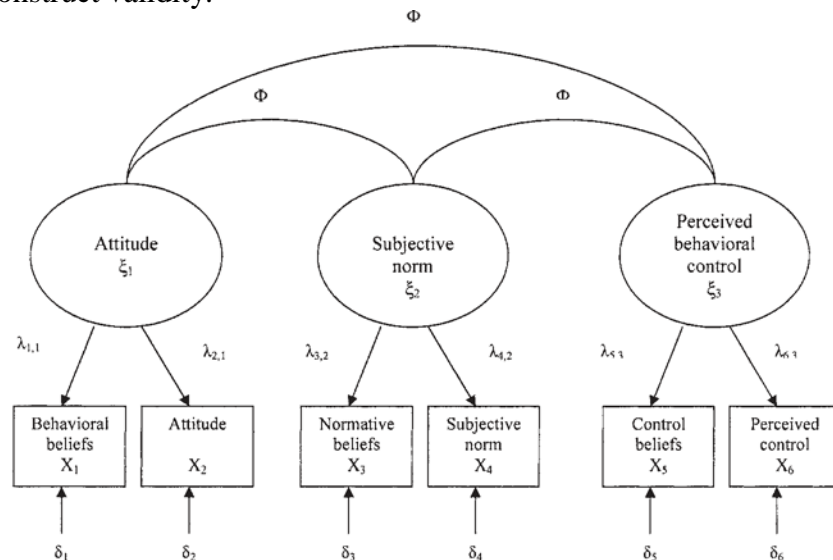 onstruct validity.
Φ
Φ Φ
Attitude
ξ1
Subjective
norm
ξ2
Perceived
behavioral
control
ξ3
λ1,1 λ2,1 λ3,2 λ4,2 λ5 3 λ6 3
Behavioral
beliefs
X1
Attitude
X2
Normative
beliefs
X3
Subjective
norm
X4
Control
beliefs
X5
Perceived
control
X6
δ1 δ2 δ3 δ4 δ5 δ6